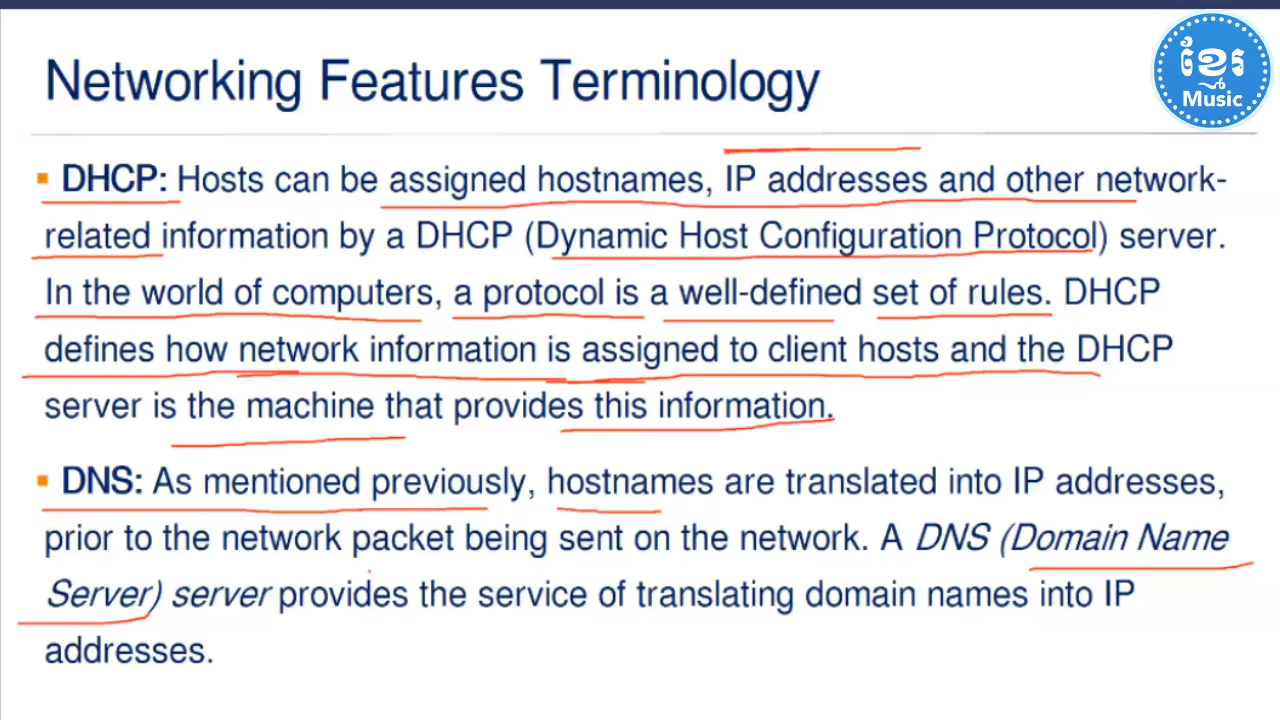 Networking Features Terminology
ខ្មែរ
Music
DHCP: Hosts can be assigned hostnames, IP addresses and other network-
related information by a DHCP (Dynamic Host Configuration Protocol) server.
In the world of computers, a protocol is a well-defined set of rules. DHCP
defines how network information is assigned to client hosts and the DHCP
server is the machine that provides this information.
DNS: As mentioned previously, hostnames are translated into IP addresses,
prior to the network packet being sent on the network. A DNS (Domain Name
Server) server provides the service of translating domain names into IP
addresses.